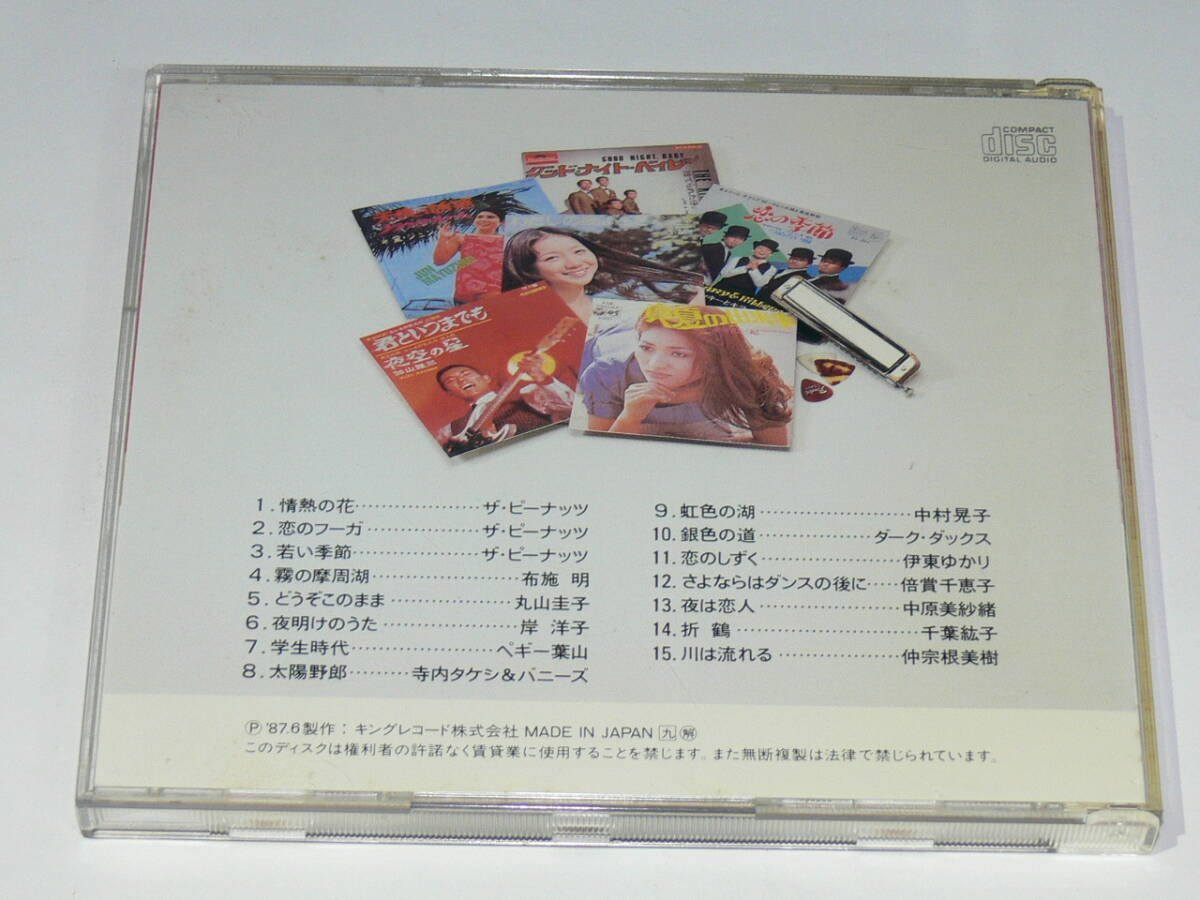 COMPACT
disc
DIGITAL AUDIO
GOOD NIGHT, BABY
グッドナイト・ベイビー
恋の季節
君といつまでも
夜空の星
加山雄三
1.情熱の花…………………ザ・ピーナッツ
2.恋のフーガ………………ザ・ピーナッツ
3.若い季節…………………ザ・ピーナッツ
4.霧の摩周湖……………………布施 明
5.どうぞこのまま………………丸山圭子
6.夜明けのうた…………………岸 洋子
7.学生時代……………………ペギー葉山
8.太陽野郎………寺内タケシ&バニーズ
9.虹色の湖……………………中村晃子
10.銀色の道………………ダーク・ダックス
11.恋のしずく…………………伊東ゆかり
12.さよならはダンスの後に……倍賞千恵子
13.夜は恋人…………………中原美紗緒
14.折 鶴…………………………千葉紘子
15.川は流れる………………仲宗根美樹
Ⓟ '87.6製作:キングレコード株式会社 MADE IN JAPAN 九 解
このディスクは権利者の許諾なく賃貸業に使用することを禁じます。また無断複製は法律で禁じられています。